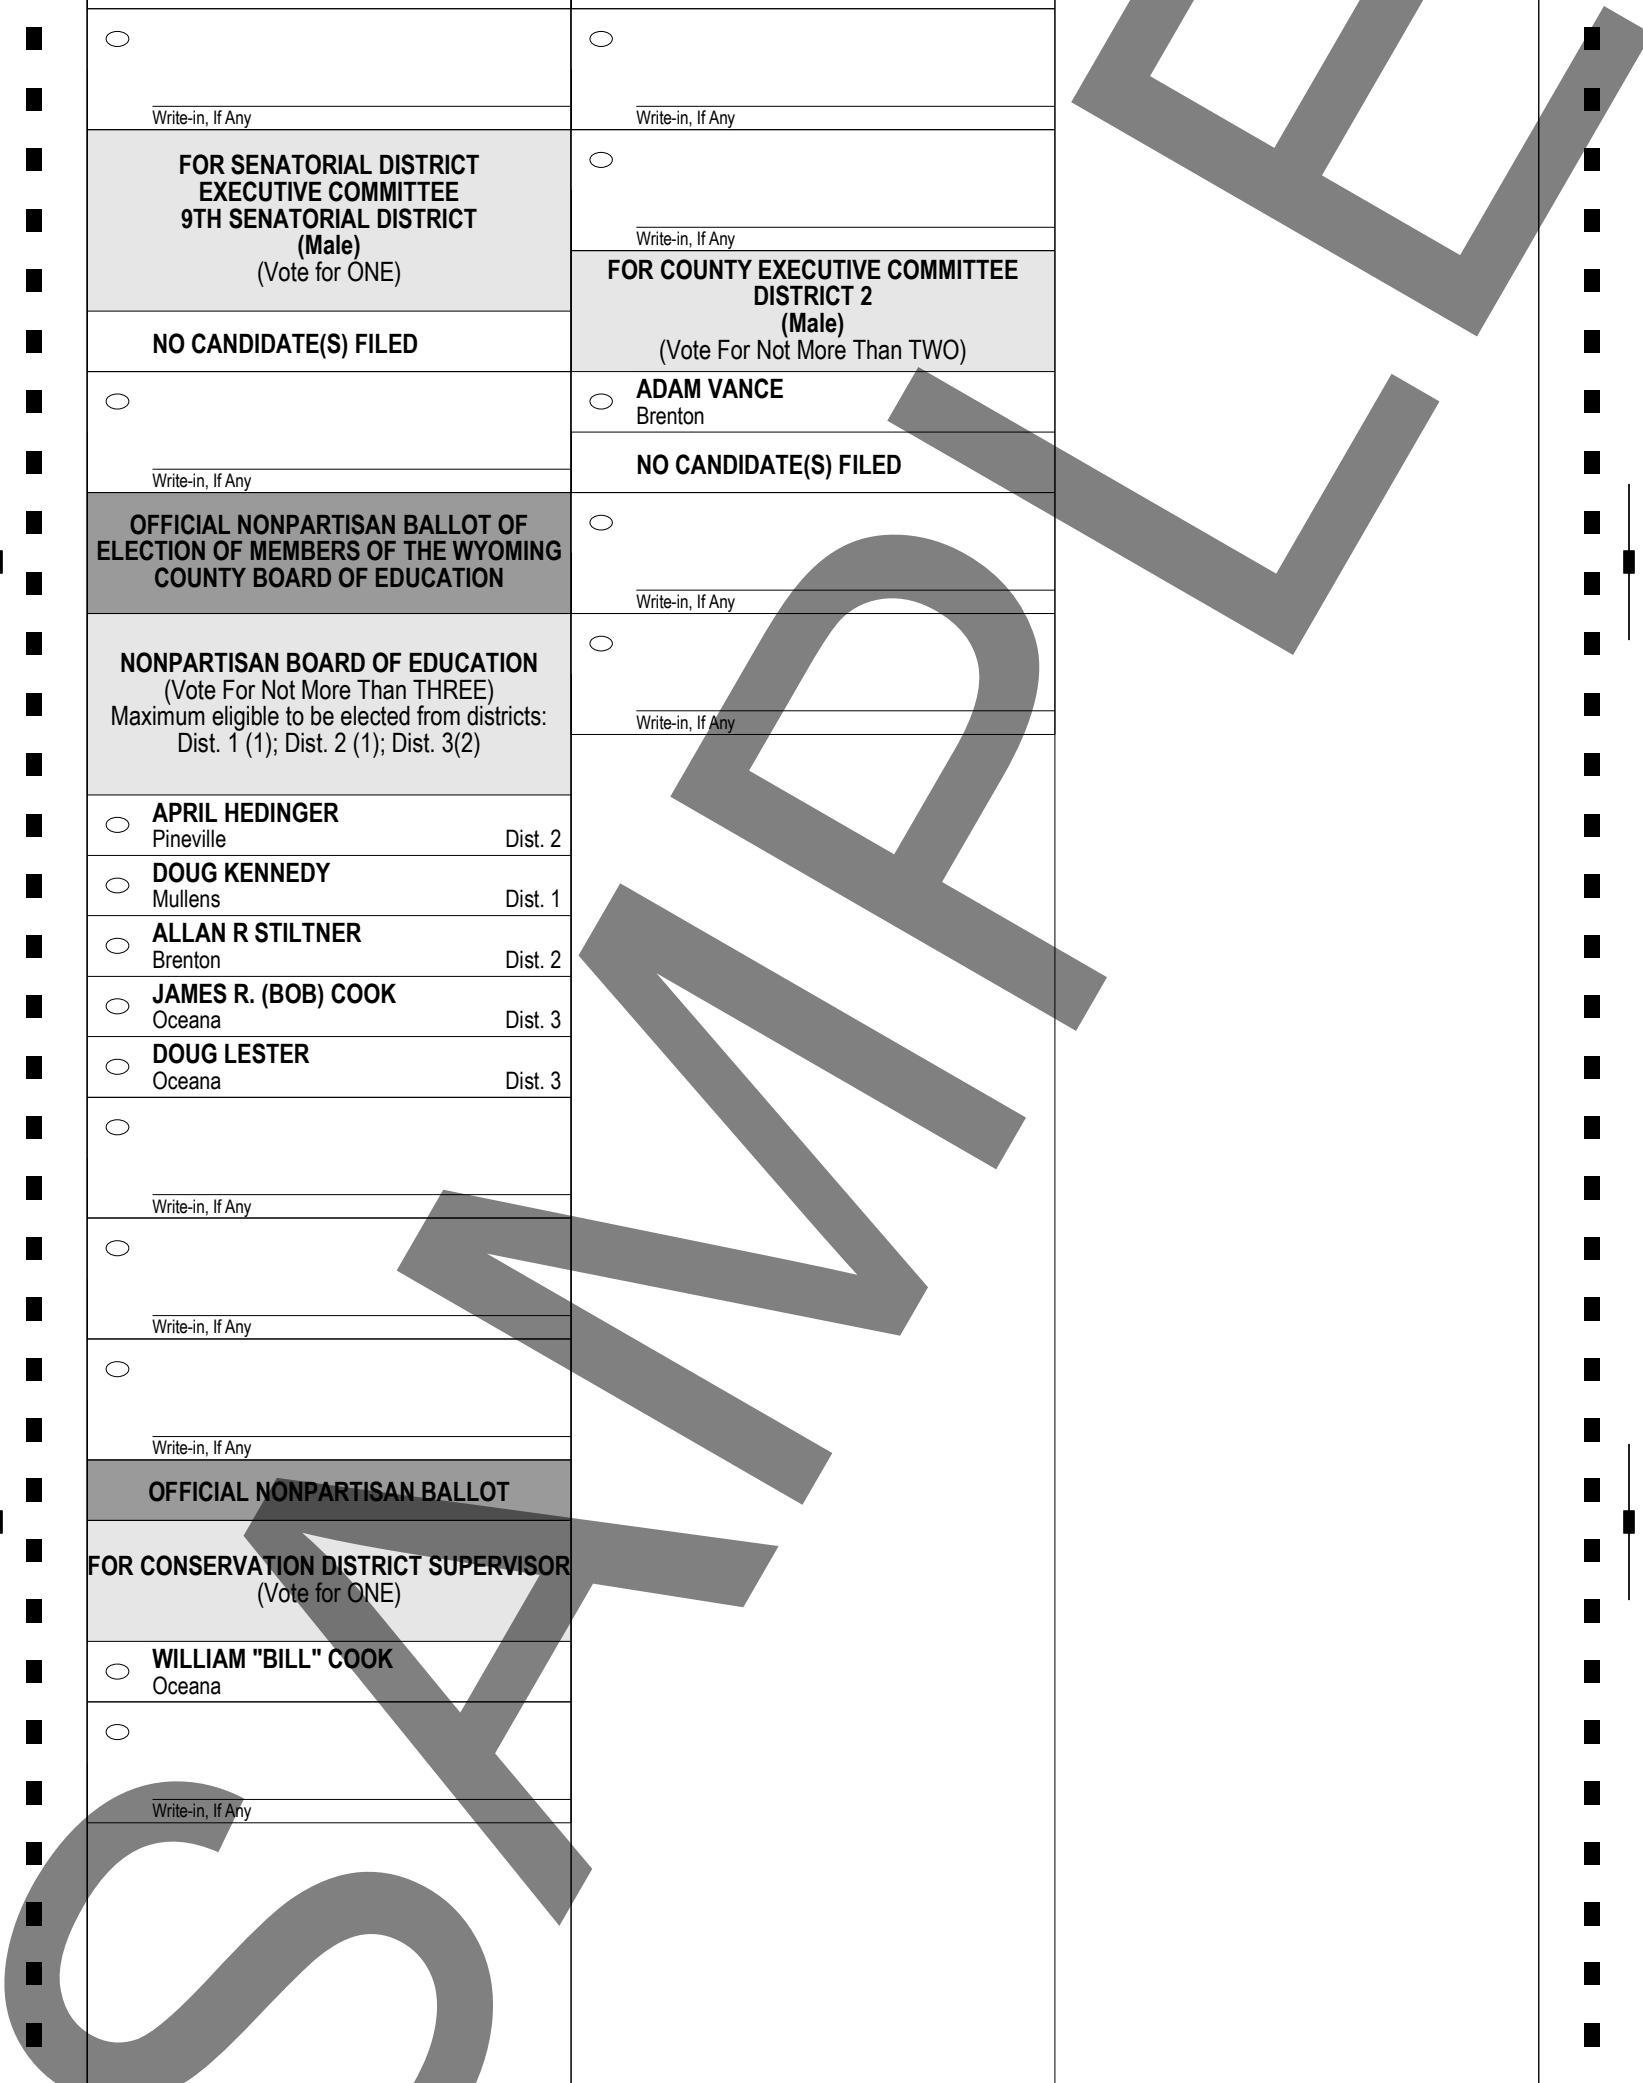 Write-in, If Any
FOR SENATORIAL DISTRICT
EXECUTIVE COMMITTEE
9TH SENATORIAL DISTRICT
(Male)
(Vote for ONE)
NO CANDIDATE(S) FILED
Write-in, If Any
OFFICIAL NONPARTISAN BALLOT OF
ELECTION OF MEMBERS OF THE WYOMING
COUNTY BOARD OF EDUCATION
NONPARTISAN BOARD OF EDUCATION
(Vote For Not More Than THREE)
Maximum eligible to be elected from districts:
Dist. 1 (1); Dist. 2 (1); Dist. 3(2)
APRIL HEDINGER
Pineville Dist. 2
DOUG KENNEDY
Mullens Dist. 1
ALLAN R STILTNER
Brenton Dist. 2
JAMES R. (BOB) COOK
Oceana Dist. 3
DOUG LESTER
Oceana Dist. 3
Write-in, If Any
Write-in, If Any
Write-in, If Any
OFFICIAL NONPARTISAN BALLOT
FOR CONSERVATION DISTRICT SUPERVISOR
(Vote for ONE)
WILLIAM "BILL" COOK
Oceana
Write-in, If Any
Write-in, If Any
Write-in, If Any
FOR COUNTY EXECUTIVE COMMITTEE
DISTRICT 2
(Male)
(Vote For Not More Than TWO)
ADAM VANCE
Brenton
NO CANDIDATE(S) FILED
Write-in, If Any
Write-in, If Any
SAMPLE